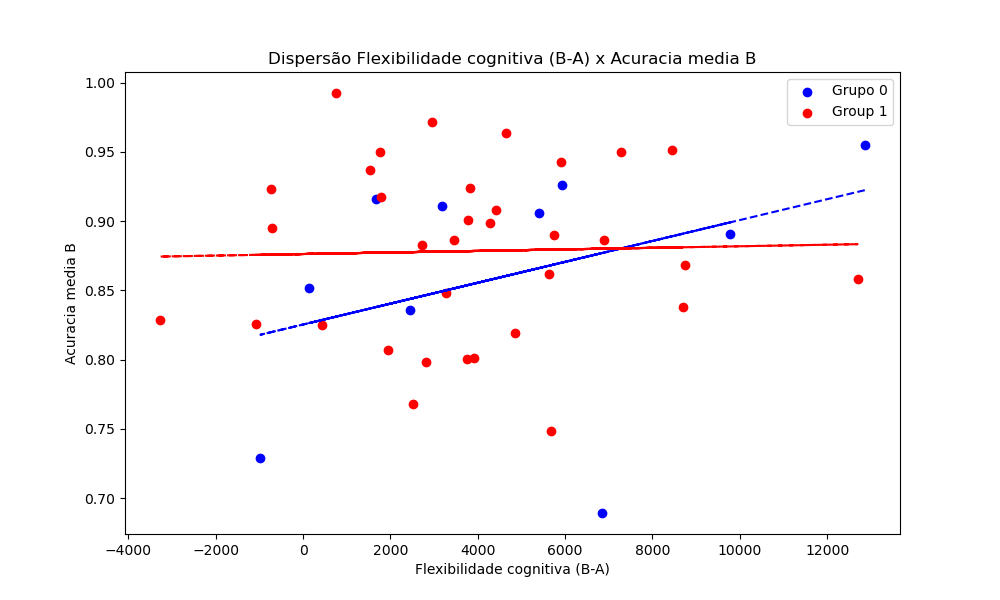 Dispersão Flexibilidade cognitiva (B-A) x Acuracia media B
Grupo 0
Group 1
1.00
0.95
0.90
0.85
0.80
0.75
0.70
Acuracia media B
−4000 −2000 0 2000 4000 6000 8000 10000 12000
Flexibilidade cognitiva (B-A)